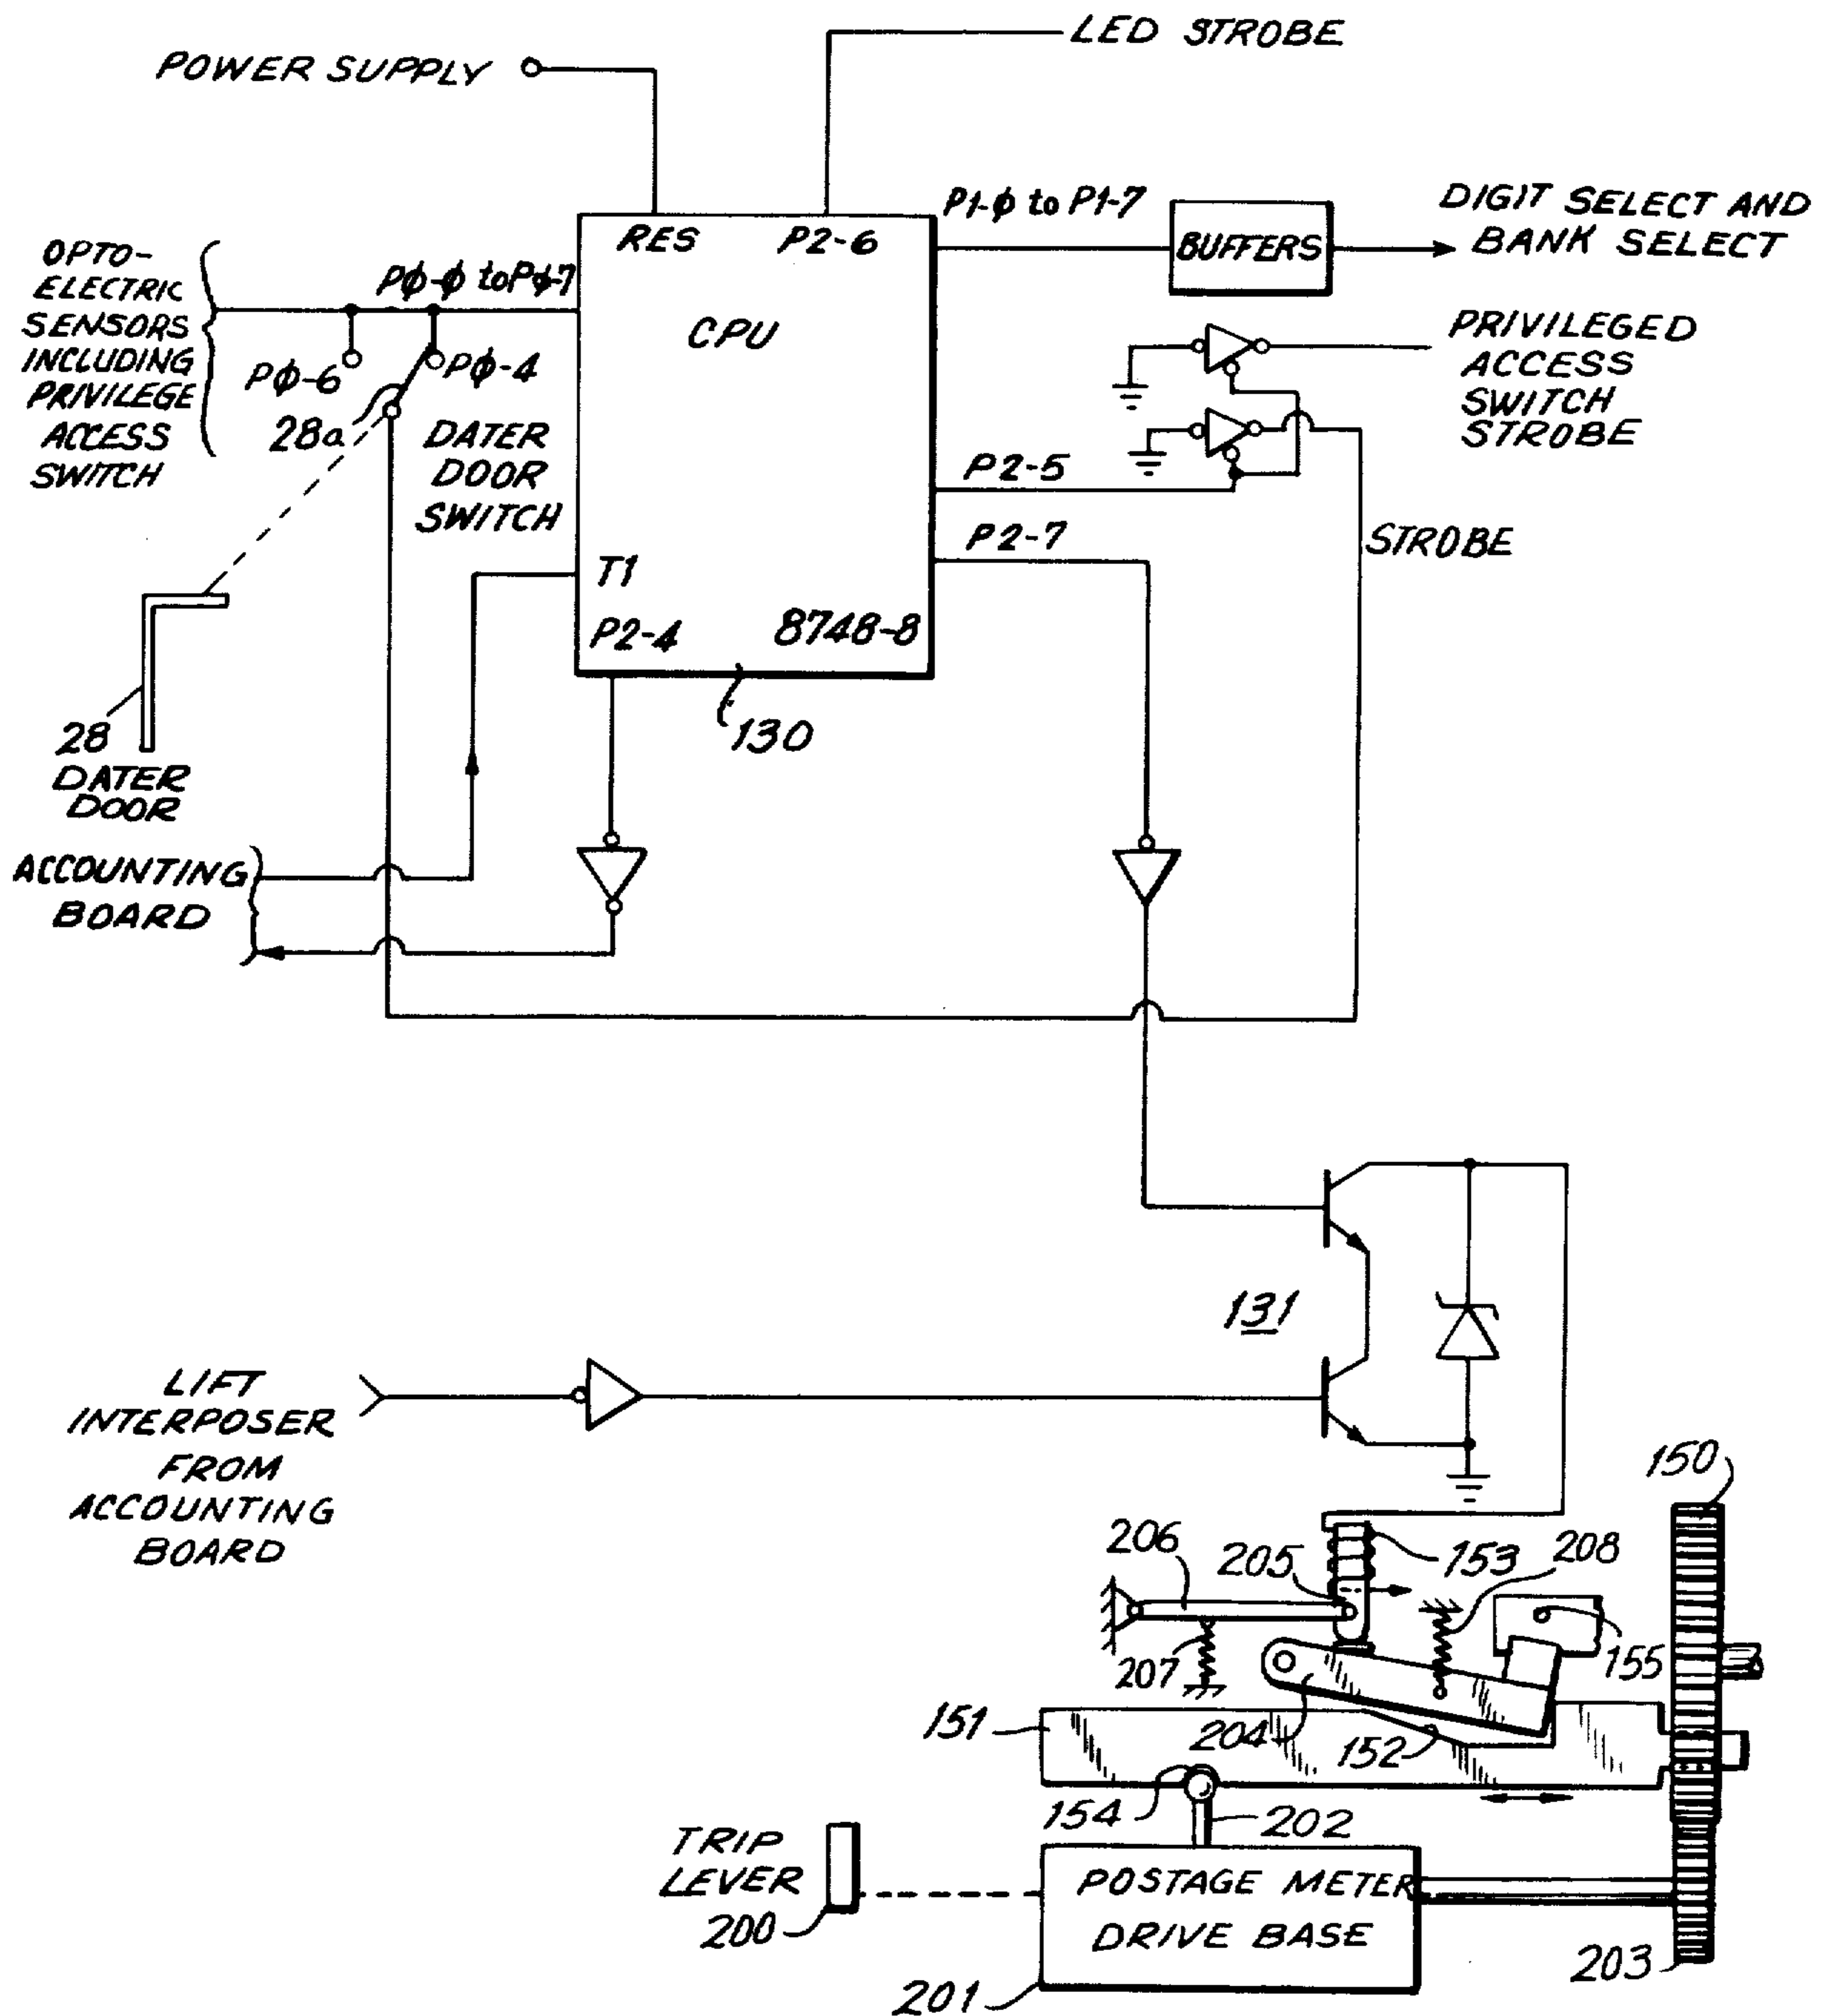 LED STROBE
POWER SUPPLY
P1-ϕ to P1-7
DIGIT SELECT AND
BANK SELECT
BUFFERS
RES
P2-6
OPTO-
ELECTRIC
SENSORS
INCLUDING
PRIVILEGE
ACCESS
SWITCH
Pϕ-ϕ to Pϕ-7
CPU
PRIVILEGED
ACCESS
SWITCH
STROBE
Pϕ-6
Pϕ-4
28a
DATER
DOOR
SWITCH
P2-5
P2-7
STROBE
T1
P2-4
8748-8
130
28
DATER
DOOR
ACCOUNTING
BOARD
131
LIFT
INTERPOSER
FROM
ACCOUNTING
BOARD
150
206
205
153
208
207
155
151
204
152
154
202
TRIP
LEVER
200
POSTAGE METER
DRIVE BASE
201
203